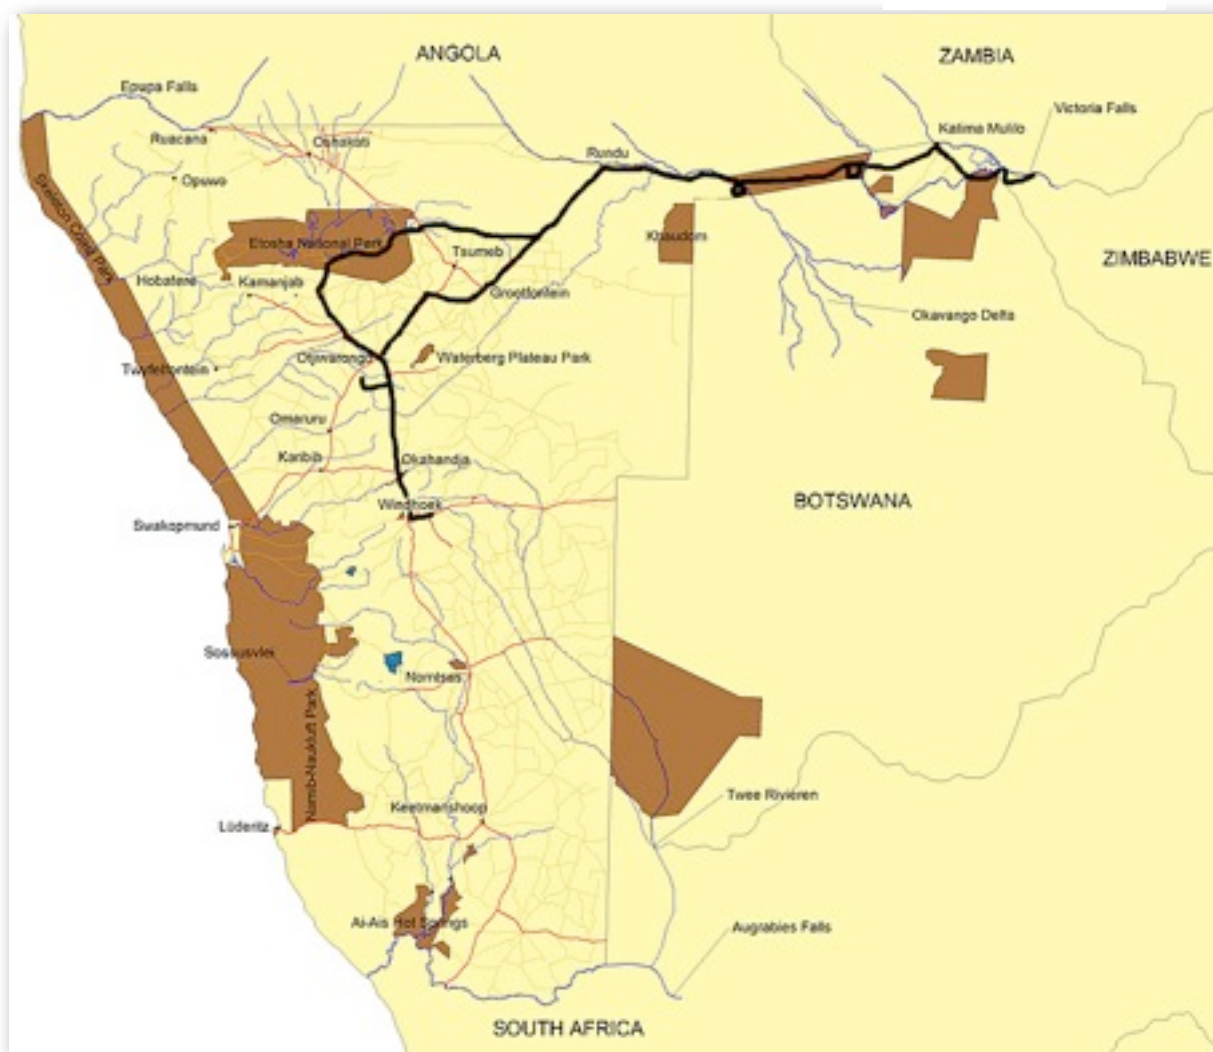 ANGOLA
ZAMBIA
Epupa Falls
Victoria Falls
Katima Mulilo
Ruacana
Oshakati
Rundu
Opuwo
Skeleton Coast Park
Etosha National Park
Khaudom
Tsumeb
ZIMBABWE
Hobatere
Kamanjab
Grootfontein
Okavango Delta
Otjiwarongo
Waterberg Plateau Park
Twyfelfontein
Omaruru
Karibib
Okahandja
BOTSWANA
Windhoek
Swakopmund
Sossusvlei
Namib-Naukluft Park
Twee Rivieren
Keetmanshoop
Lüderitz
Ai-Ais Hot Springs
Augrabies Falls
SOUTH AFRICA